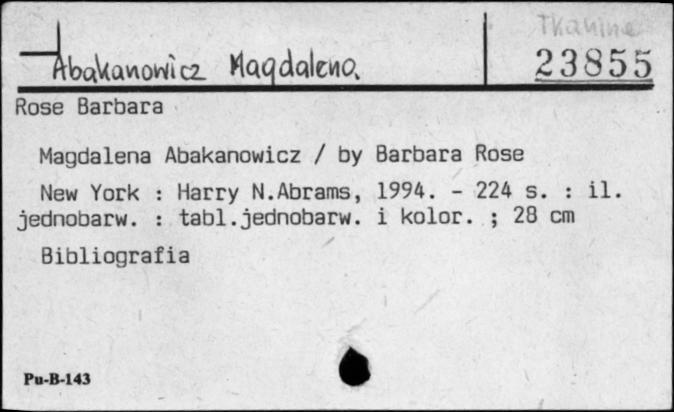 Tkanina
Abakanowicz Magdalena.
23855
Rose Barbara
Magdalena Abakanowicz / by Barbara Rose
New York : Harry N.Abrams, 1994. - 224 s. : il.
jednobarw. : tabl.jednobarw. i kolor. ; 28 cm
Bibliografia
Pu-B-143